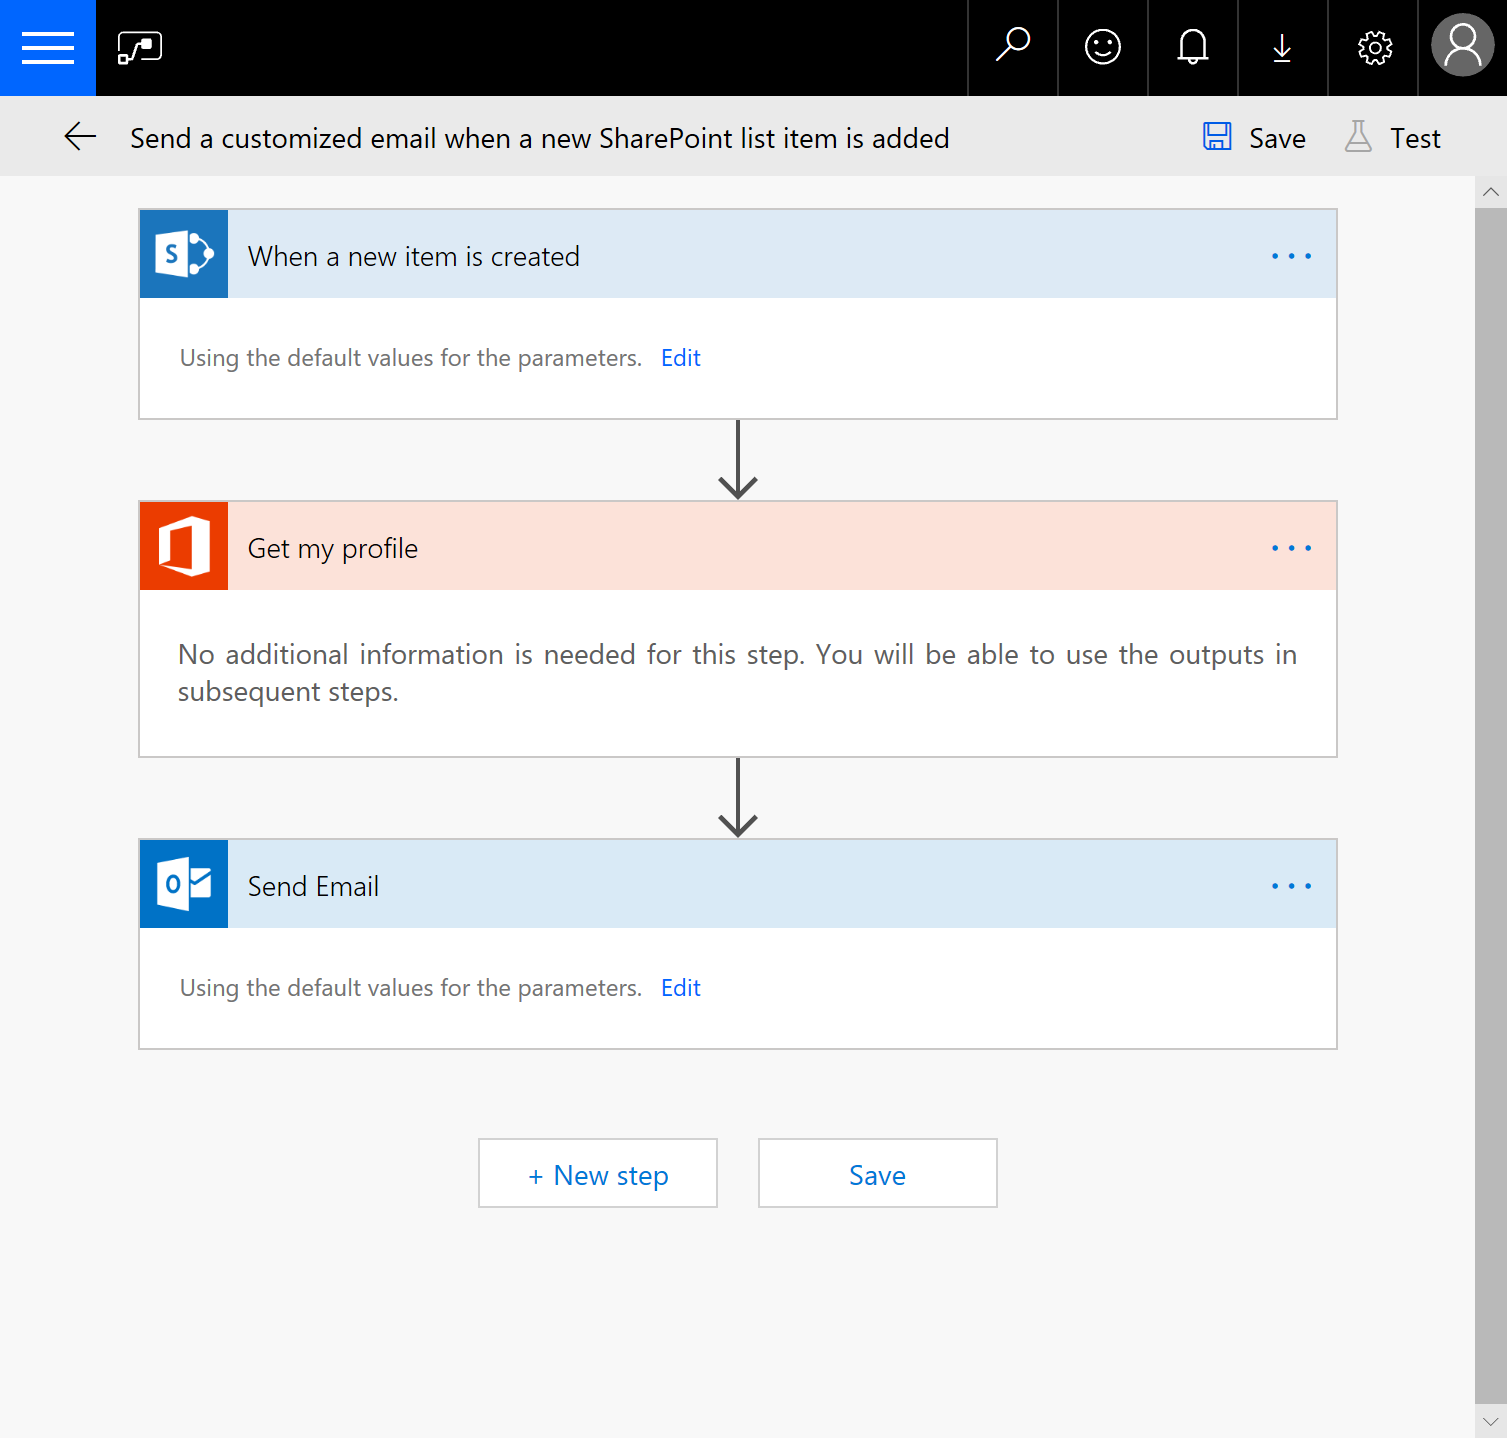 Send a customized email when a new SharePoint list item is added
Save
Test
S
When a new item is created
Using the default values for the parameters. Edit
Get my profile
No additional information is needed for this step. You will be able to use the outputs in
subsequent steps.
O
Send Email
Using the default values for the parameters. Edit
+ New step
Save